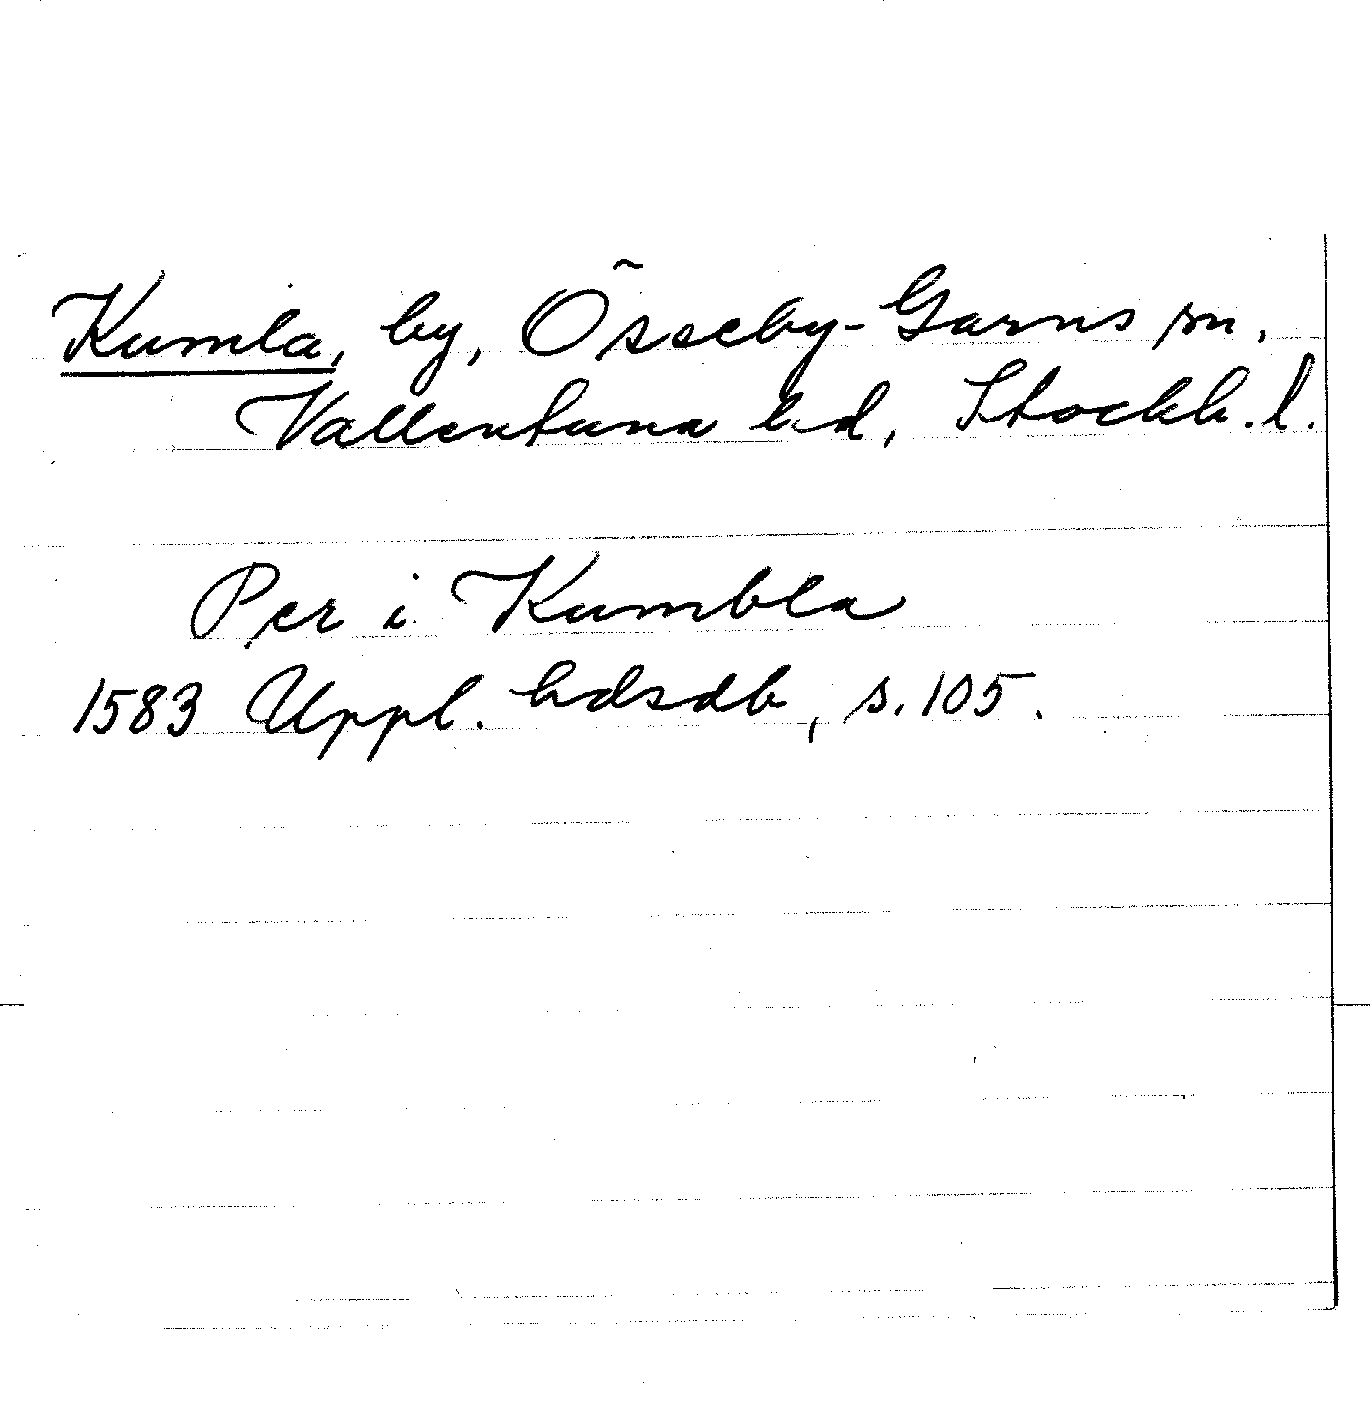 Kumla, by, Össeby-Garns sn,
Vallentuna hd, Stockh. l.
Per i Kumbla
1583 Uppl. hdsdb, s. 105.